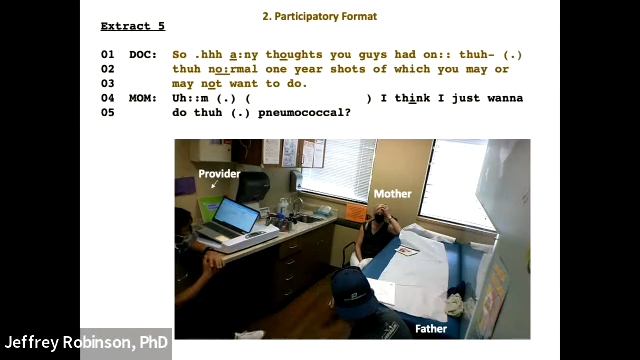 2. Participatory Format
Extract 5
01 DOC: So .hhh a:ny thoughts you guys had on:: thuh- (.)
02 thuh no:rmal one year shots of which you may or
03 may not want to do.
04 MOM: Uh::m (.) ( ) I think I just wanna
05 do thuh (.) pneumococcal?
Provider
Mother
Father
Jeffrey Robinson, PhD